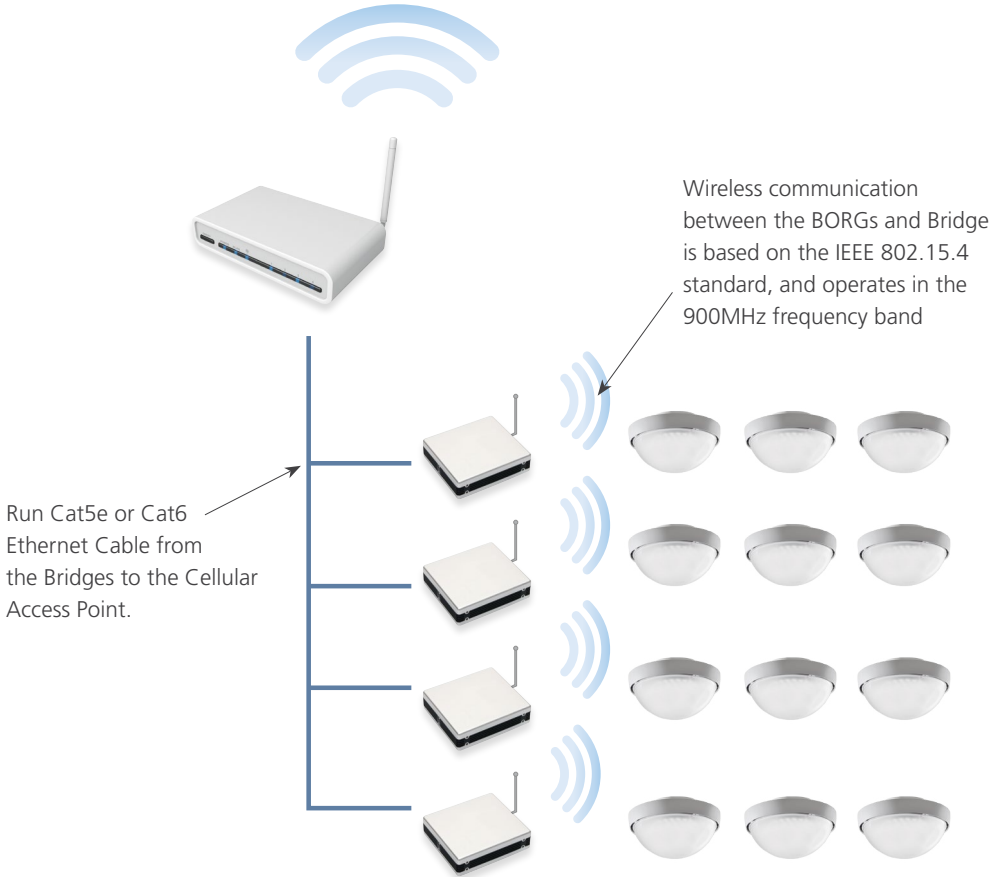 Wireless communication
between the BORGs and Bridge
is based on the IEEE 802.15.4
standard, and operates in the
900MHz frequency band
Run Cat5e or Cat6
Ethernet Cable from
the Bridges to the Cellular
Access Point.